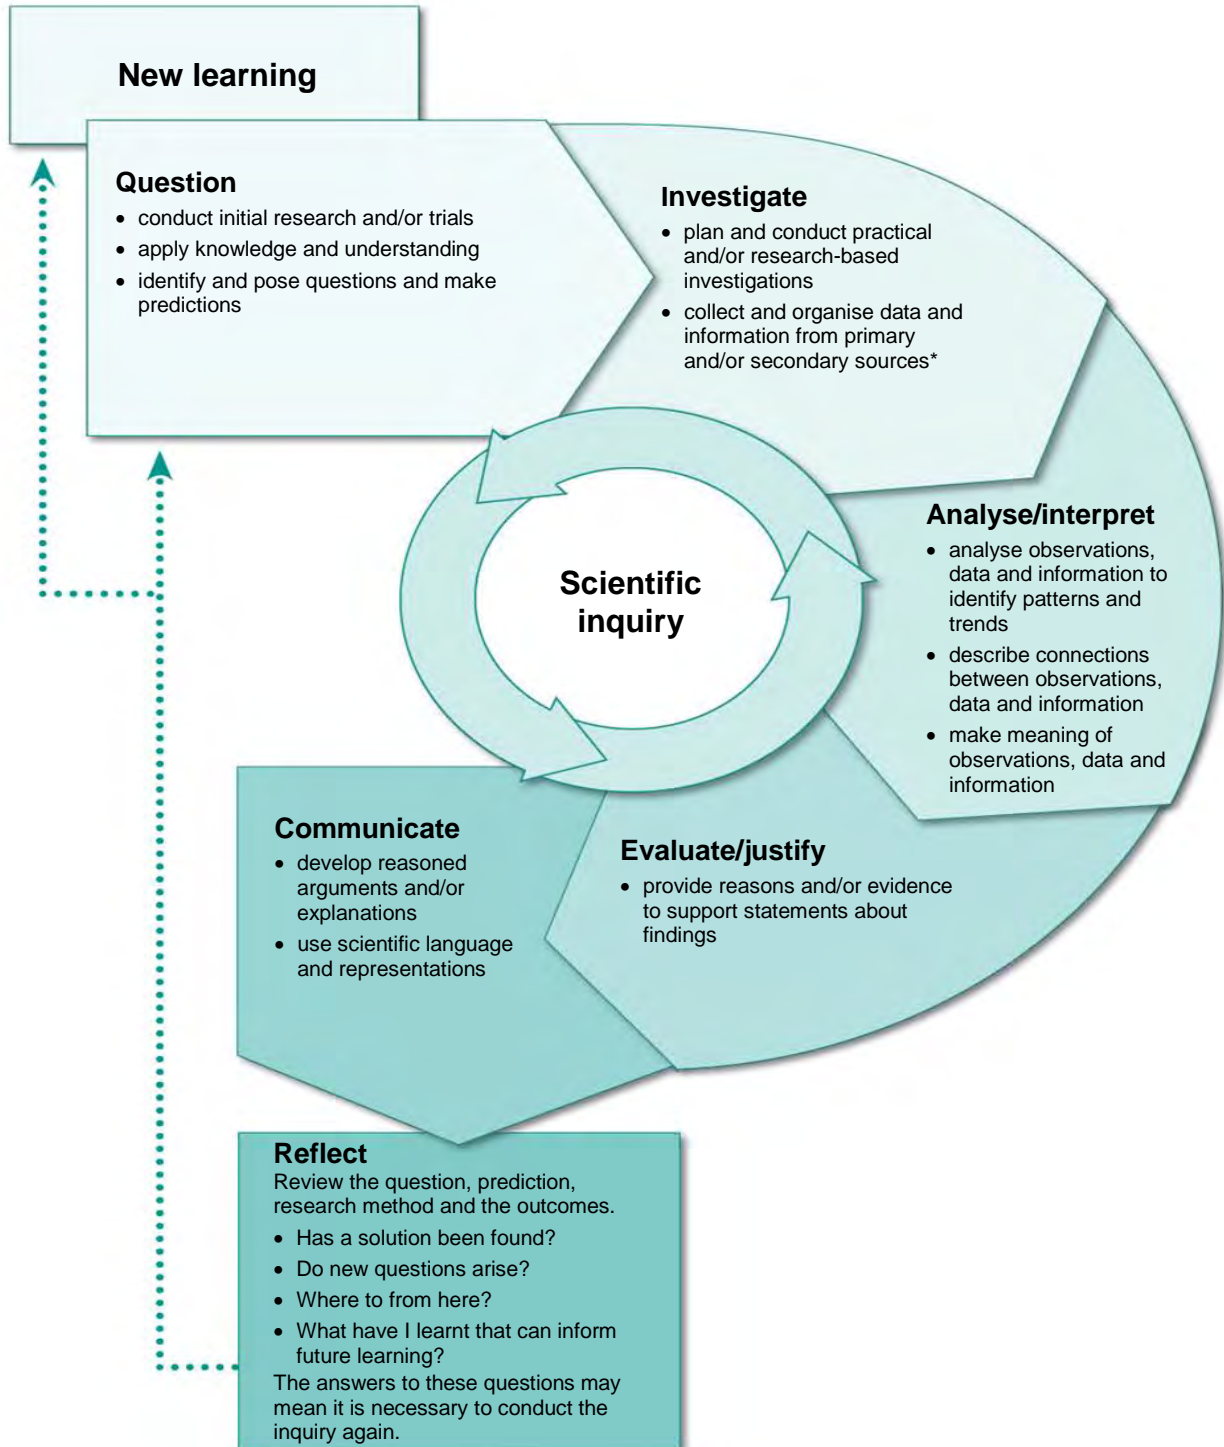 New learning
Question
• conduct initial research and/or trials
• apply knowledge and understanding
• identify and pose questions and make
predictions
Investigate
• plan and conduct practical
and/or research-based
investigations
• collect and organise data and
information from primary
and/or secondary sources*
Analyse/interpret
• analyse observations,
data and information to
identify patterns and
trends
• describe connections
between observations,
data and information
• make meaning of
observations, data and
information
Scientific
inquiry
Evaluate/justify
• provide reasons and/or evidence
to support statements about
findings
Communicate
• develop reasoned
arguments and/or
explanations
• use scientific language
and representations
Reflect
Review the question, prediction,
research method and the outcomes.
• Has a solution been found?
• Do new questions arise?
• Where to from here?
• What have I learnt that can inform
future learning?
The answers to these questions may
mean it is necessary to conduct the
inquiry again.